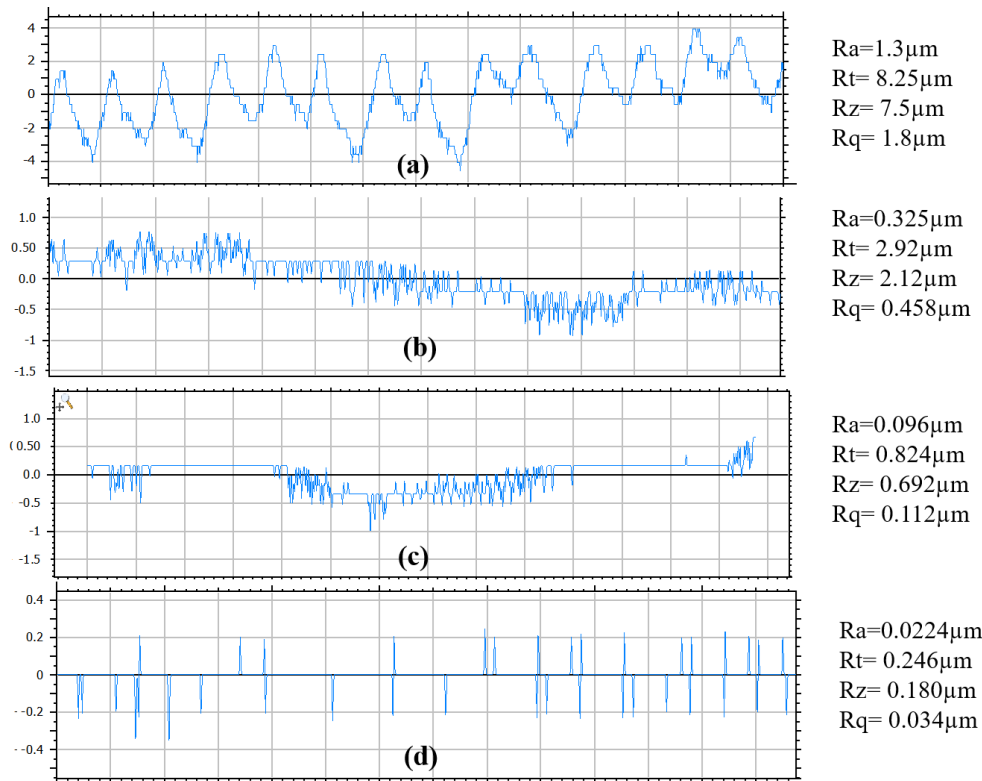 4
2
0
-2
-4
(a)
Ra=1.3µm
Rt= 8.25µm
Rz= 7.5µm
Rq= 1.8µm
1.0
0.50
0.0
-0.5
-1
-1.5
(b)
Ra=0.325µm
Rt= 2.92µm
Rz= 2.12µm
Rq= 0.458µm
1.0
( 0.50
0.0
-0.5
-1
-1.5
(c)
Ra=0.096µm
Rt= 0.824µm
Rz= 0.692µm
Rq= 0.112µm
0.4
0.2
0
-0.2
-0.4
(d)
Ra=0.0224µm
Rt= 0.246µm
Rz= 0.180µm
Rq= 0.034µm